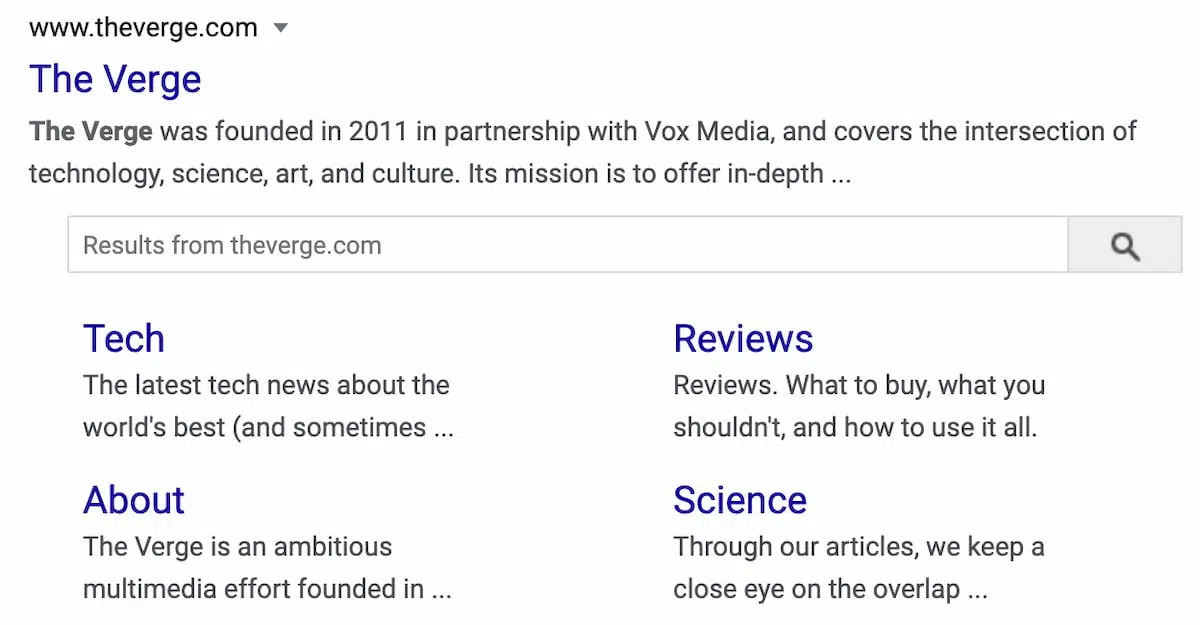 www.theverge.com
The Verge
The Verge was founded in 2011 in partnership with Vox Media, and covers the intersection of
technology, science, art, and culture. Its mission is to offer in-depth ...
Results from theverge.com
Tech
The latest tech news about the
world's best (and sometimes ...
Reviews
Reviews. What to buy, what you
shouldn't, and how to use it all.
About
The Verge is an ambitious
multimedia effort founded in ...
Science
Through our articles, we keep a
close eye on the overlap ...